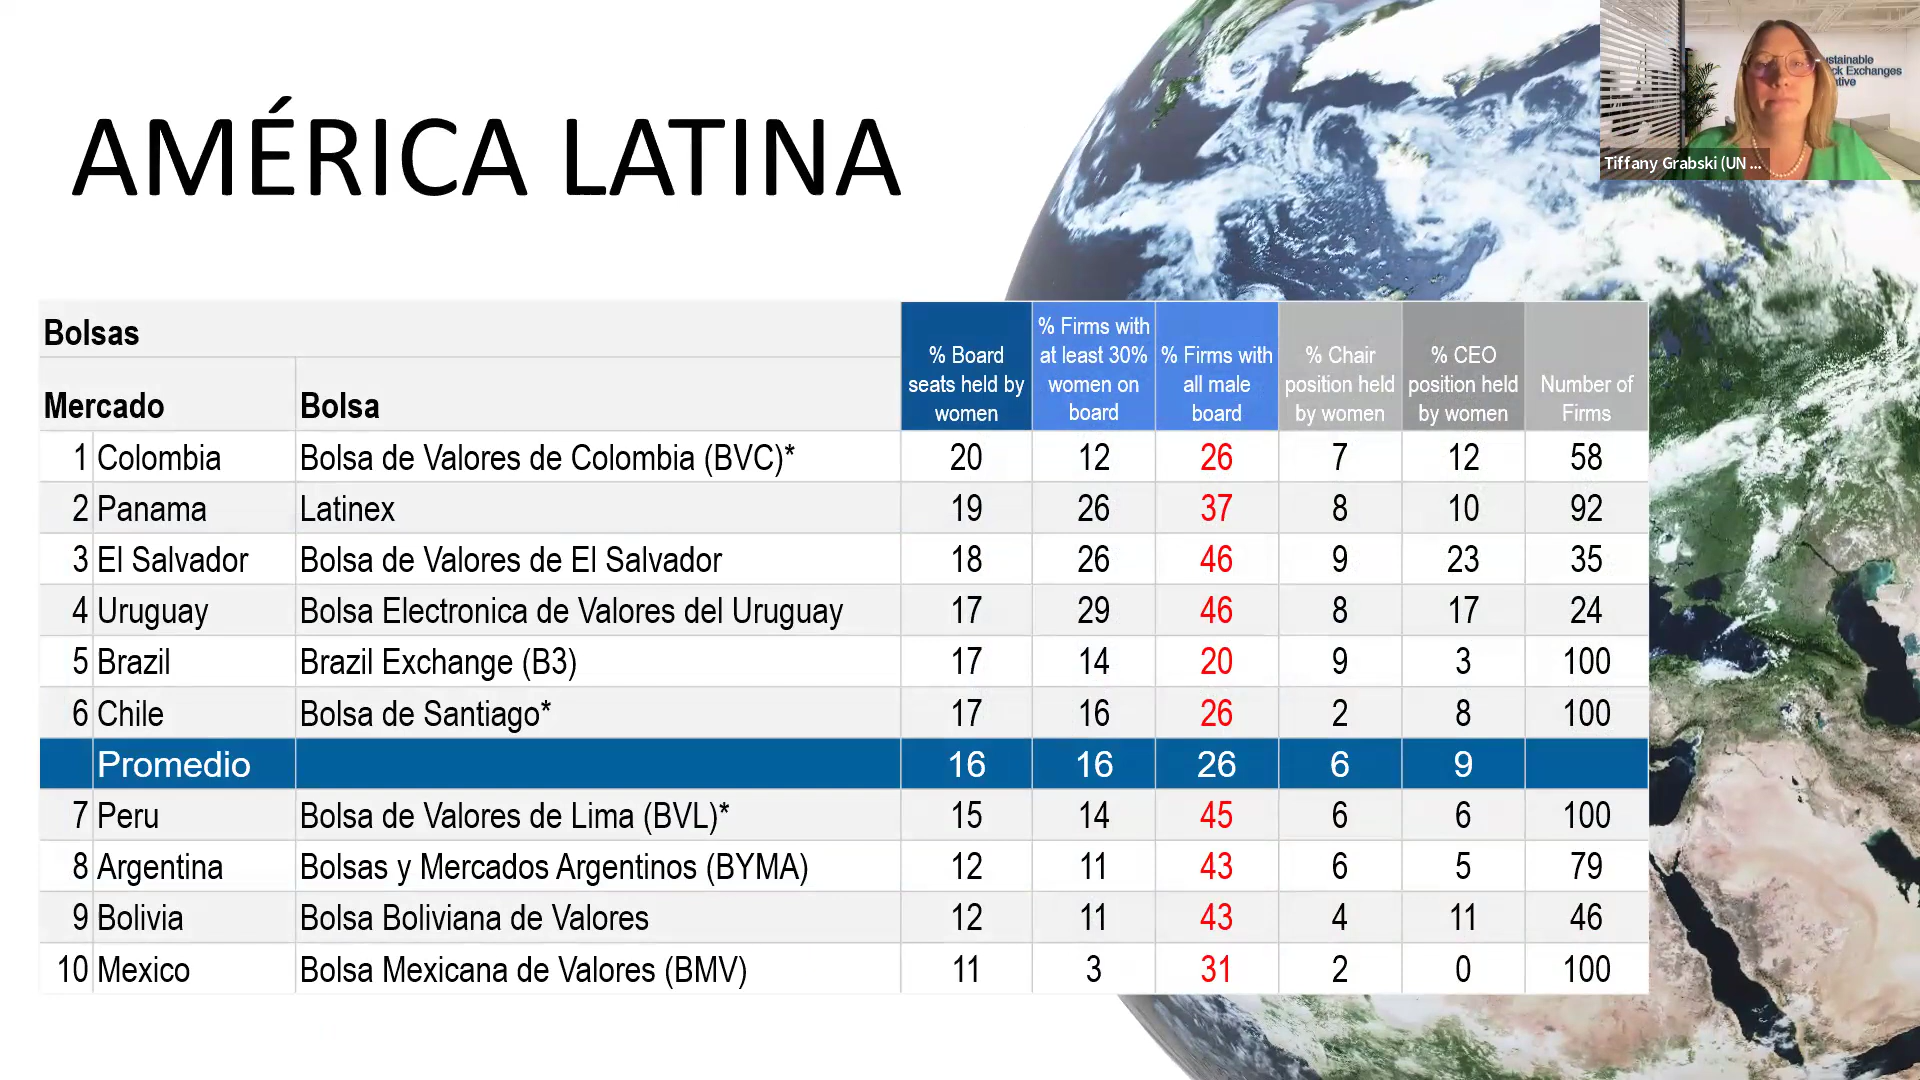 AMÉRICA LATINA
ustainable
ck Exchanges
tive
Tiffany Grabski (UN ...
Bolsas
Mercado Bolsa % Board seats held by women % Firms with at least 30% women on board % Firms with all male board % Chair position held by women % CEO position held by women Number of Firms
1 Colombia Bolsa de Valores de Colombia (BVC)* 20 12 26 7 12 58
2 Panama Latinex 19 26 37 8 10 92
3 El Salvador Bolsa de Valores de El Salvador 18 26 46 9 23 35
4 Uruguay Bolsa Electronica de Valores del Uruguay 17 29 46 8 17 24
5 Brazil Brazil Exchange (B3) 17 14 20 9 3 100
6 Chile Bolsa de Santiago* 17 16 26 2 8 100
Promedio 16 16 26 6 9
7 Peru Bolsa de Valores de Lima (BVL)* 15 14 45 6 6 100
8 Argentina Bolsas y Mercados Argentinos (BYMA) 12 11 43 6 5 79
9 Bolivia Bolsa Boliviana de Valores 12 11 43 4 11 46
10 Mexico Bolsa Mexicana de Valores (BMV) 11 3 31 2 0 100